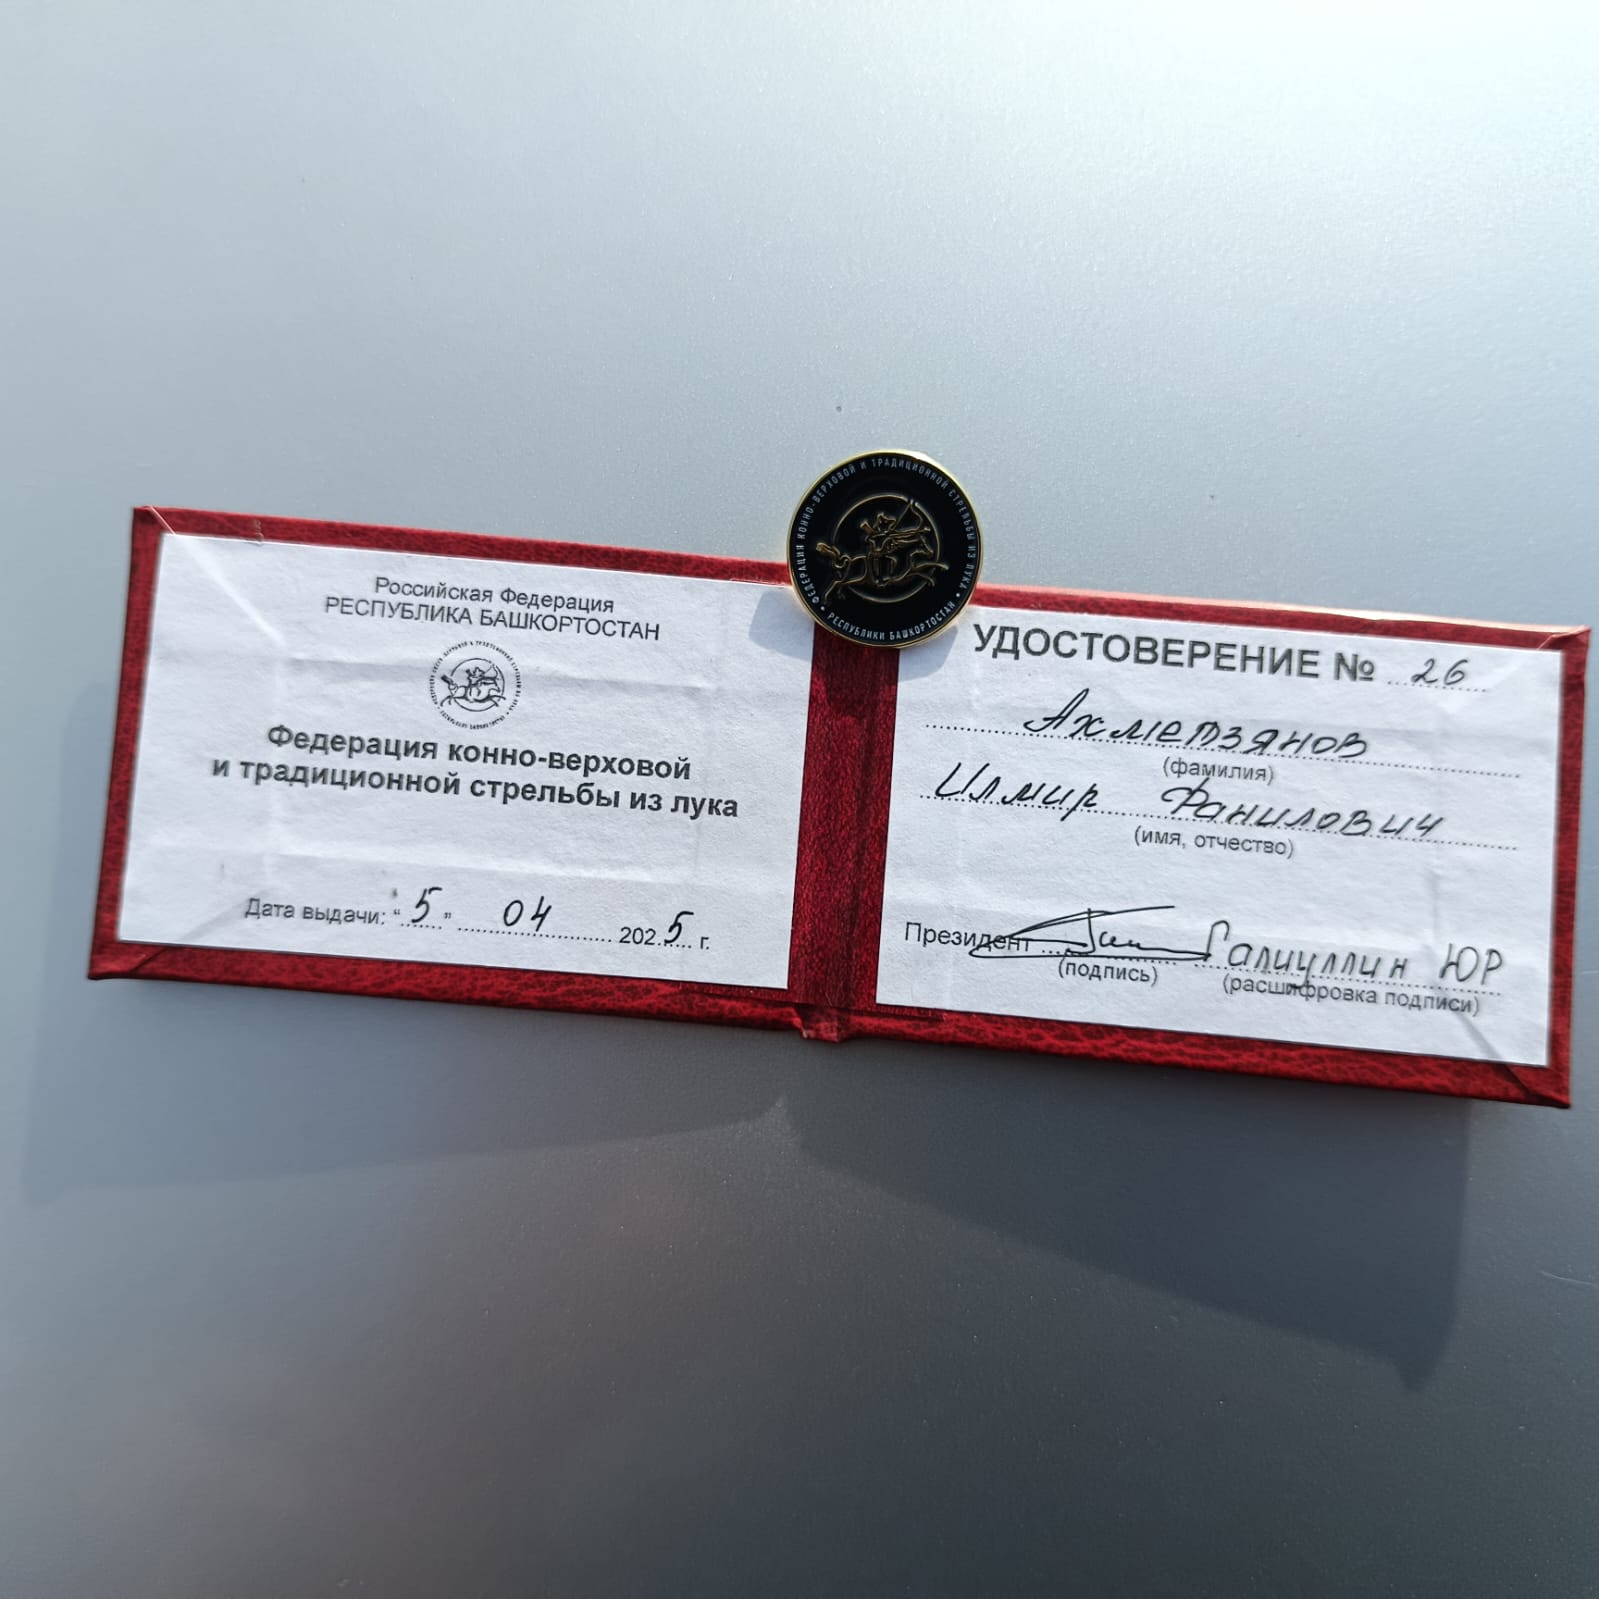 ФЕДЕРАЦИЯ КОННО-ВЕРХОВОЙ И ТРАДИЦИОННОЙ СТРЕЛЬБЫ ИЗ ЛУКА
• РЕСПУБЛИКИ БАШКОРТОСТАН •
Российская Федерация
РЕСПУБЛИКА БАШКОРТОСТАН
Федерация конно-верховой
и традиционной стрельбы из лука
Дата выдачи: "5" 04 2025 г.
УДОСТОВЕРЕНИЕ № 26
Ахметзянов
(фамилия)
Илмир Фанилович
(имя, отчество)
Президент Галиуллин ЮР
(подпись) (расшифровка подписи)